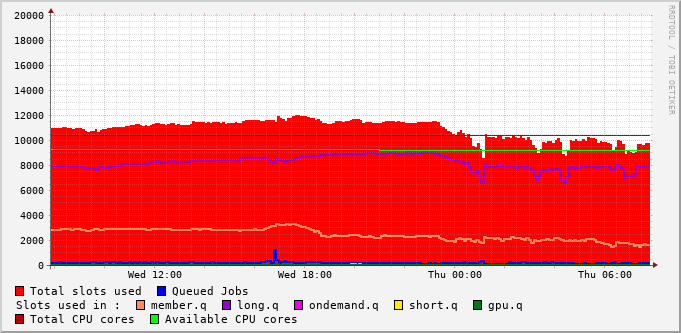 RRDTOOL / TOBI OETIKER
20000
18000
16000
14000
12000
10000
8000
6000
4000
2000
0
Wed 12:00 Wed 18:00 Thu 00:00 Thu 06:00
Total slots used Queued Jobs
Slots used in : member.q long.q ondemand.q short.q gpu.q
Total CPU cores Available CPU cores